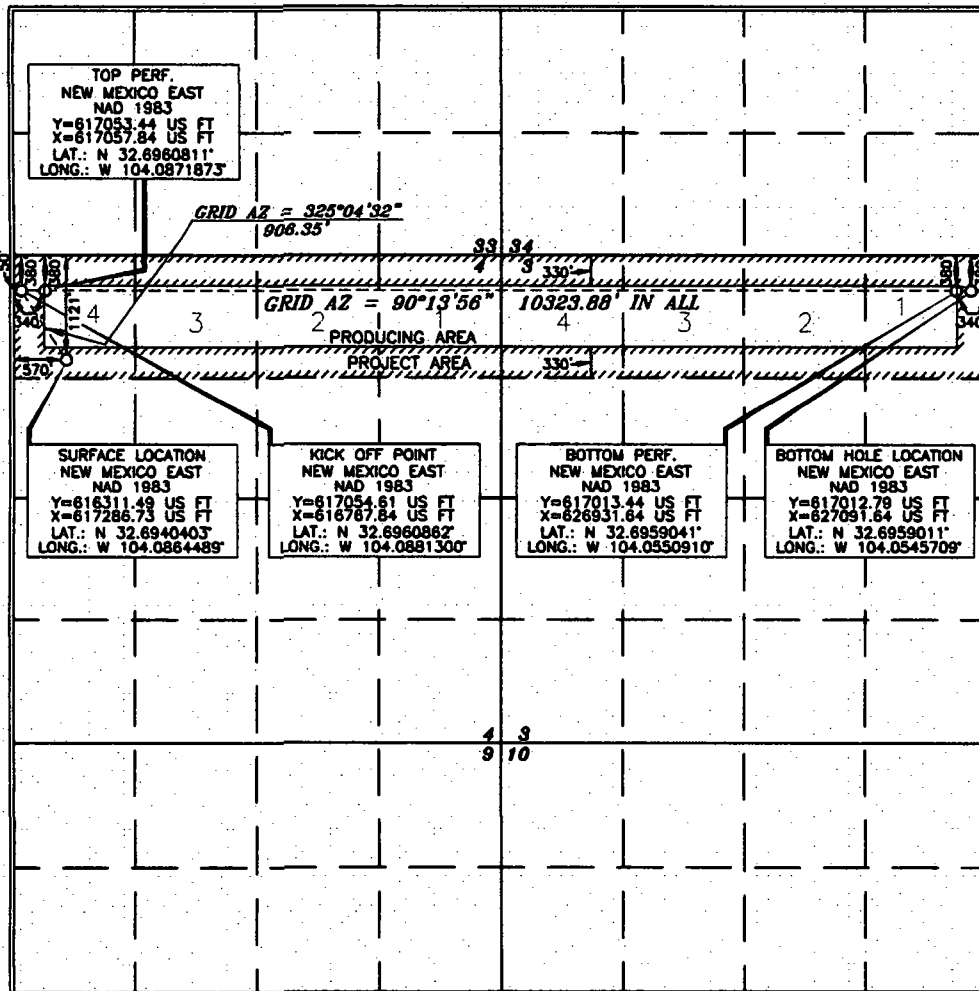 TOP PERF.
NEW MEXICO EAST
NAD 1983
Y=617053.44 US FT
X=617057.84 US FT
LAT.: N 32.6960811°
LONG.: W 104.0871873°
GRID AZ = 325°04'32"
906.35'
33 34
4 3
50
380'
380'
330'
380'
GRID AZ = 90°13'56" 10323.88' IN ALL
340'
4 3 2 1 4 3 2 1
340'
1121'
PRODUCING AREA
PROJECT AREA
570'
330'
SURFACE LOCATION
NEW MEXICO EAST
NAD 1983
Y=616311.49 US FT
X=617286.73 US FT
LAT.: N 32.6940403°
LONG.: W 104.0864489°
KICK OFF POINT
NEW MEXICO EAST
NAD 1983
Y=617054.61 US FT
X=616767.84 US FT
LAT.: N 32.6960862°
LONG.: W 104.0881300°
BOTTOM PERF.
NEW MEXICO EAST
NAD 1983
Y=617013.44 US FT
X=626931.64 US FT
LAT.: N 32.6959041°
LONG.: W 104.0550910°
BOTTOM HOLE LOCATION
NEW MEXICO EAST
NAD 1983
Y=617012.79 US FT
X=627091.64 US FT
LAT.: N 32.6959011°
LONG.: W 104.0545709°
4 3
9 10